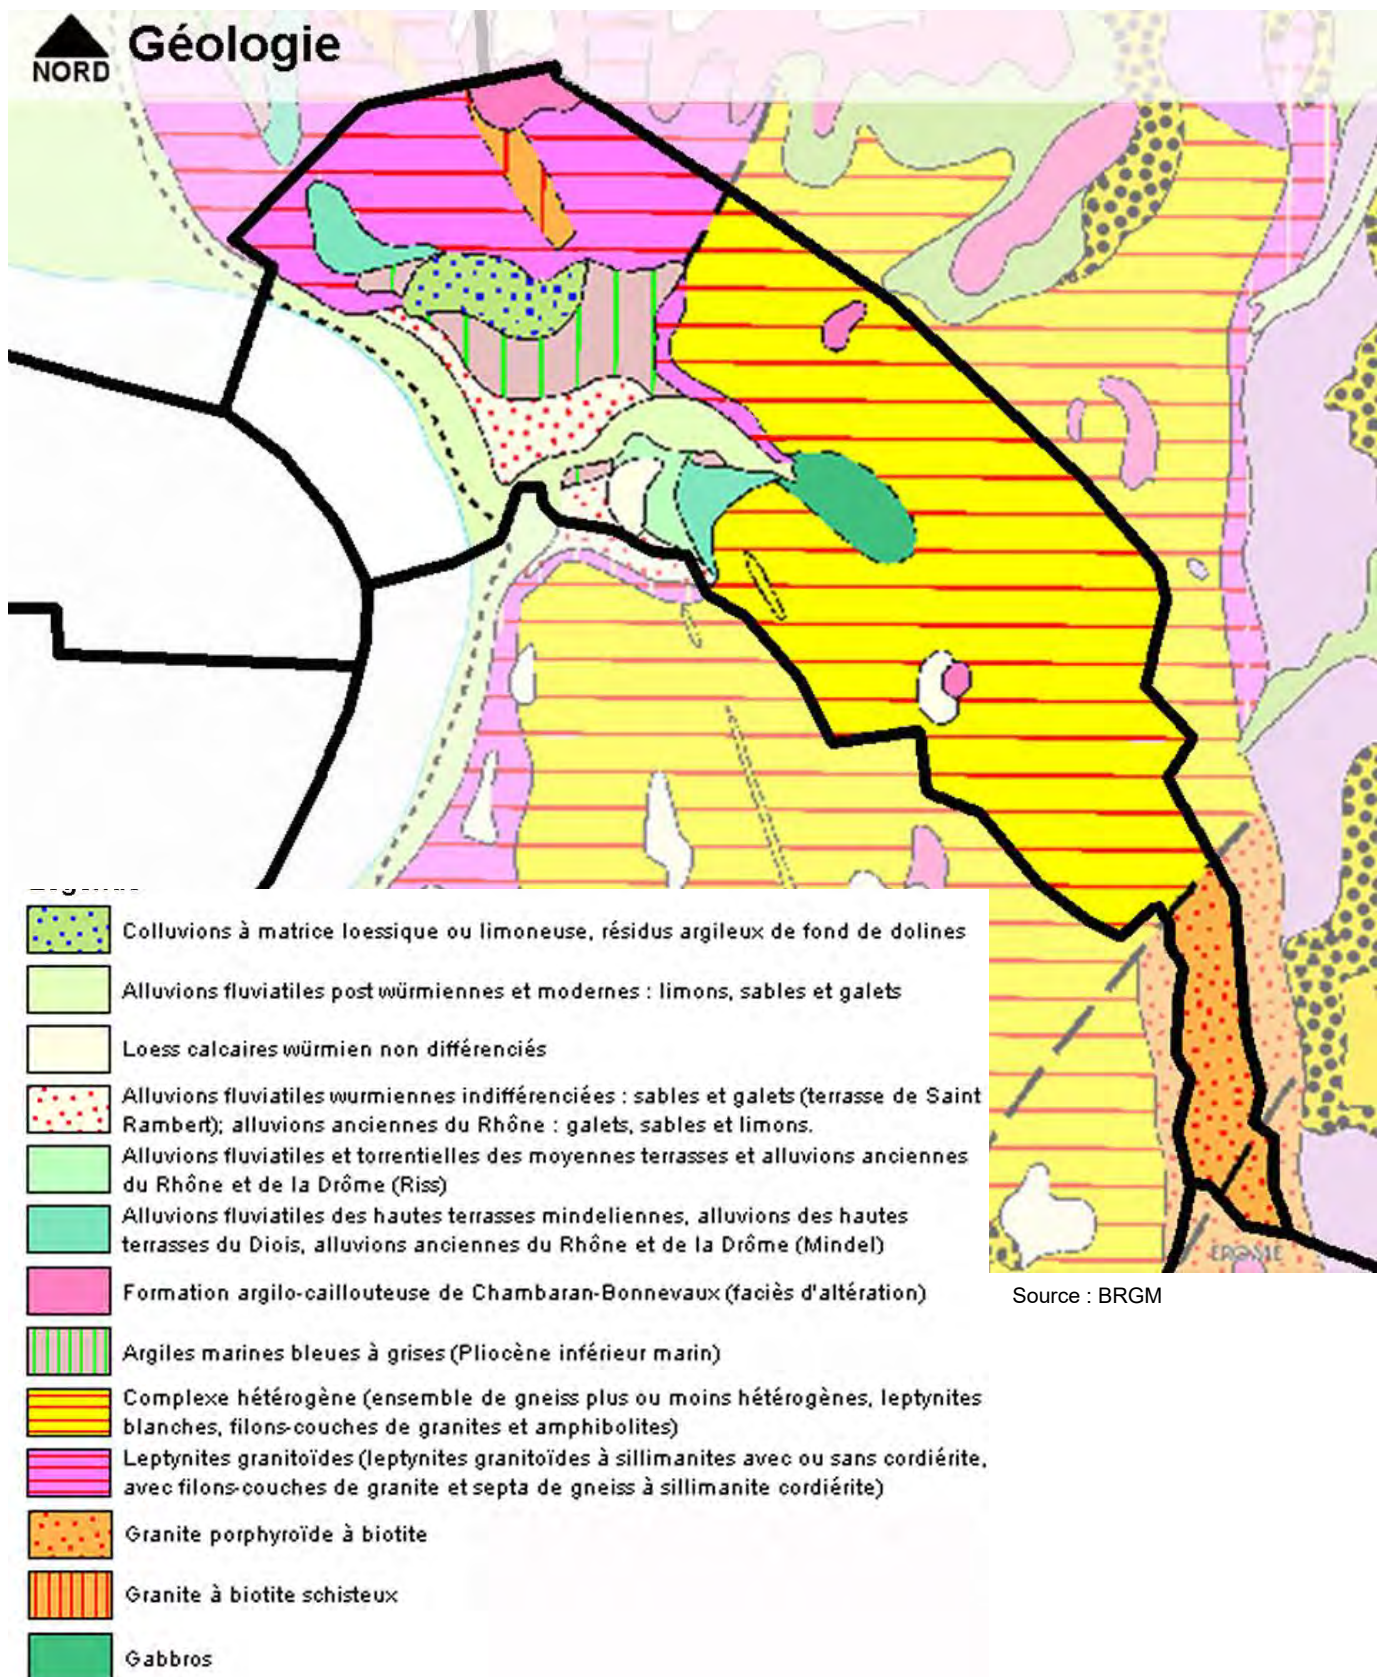 Géologie
NORD
Colluvions à matrice loessique ou limoneuse, résidus argileux de fond de dolines
Alluvions fluviatiles post würmiennes et modernes : limons, sables et galets
Loess calcaires würmien non différenciés
Alluvions fluviatiles wurmiennes indifférenciées : sables et galets (terrasse de Saint
Rambert); alluvions anciennes du Rhône : galets, sables et limons.
Alluvions fluviatiles et torrentielles des moyennes terrasses et alluvions anciennes
du Rhône et de la Drôme (Riss)
Alluvions fluviatiles des hautes terrasses mindeliennes, alluvions des hautes
terrasses du Diois, alluvions anciennes du Rhône et de la Drôme (Mindel)
EROME
Formation argilo-caillouteuse de Chambaran-Bonnevaux (faciès d'altération)
Source : BRGM
Argiles marines bleues à grises (Pliocène inférieur marin)
Complexe hétérogène (ensemble de gneiss plus ou moins hétérogènes, leptynites
blanches, filons-couches de granites et amphibolites)
Leptynites granitoïdes (leptynites granitoïdes à sillimanites avec ou sans cordiérite,
avec filons-couches de granite et septa de gneiss à sillimanite cordiérite)
Granite porphyroïde à biotite
Granite à biotite schisteux
Gabbros